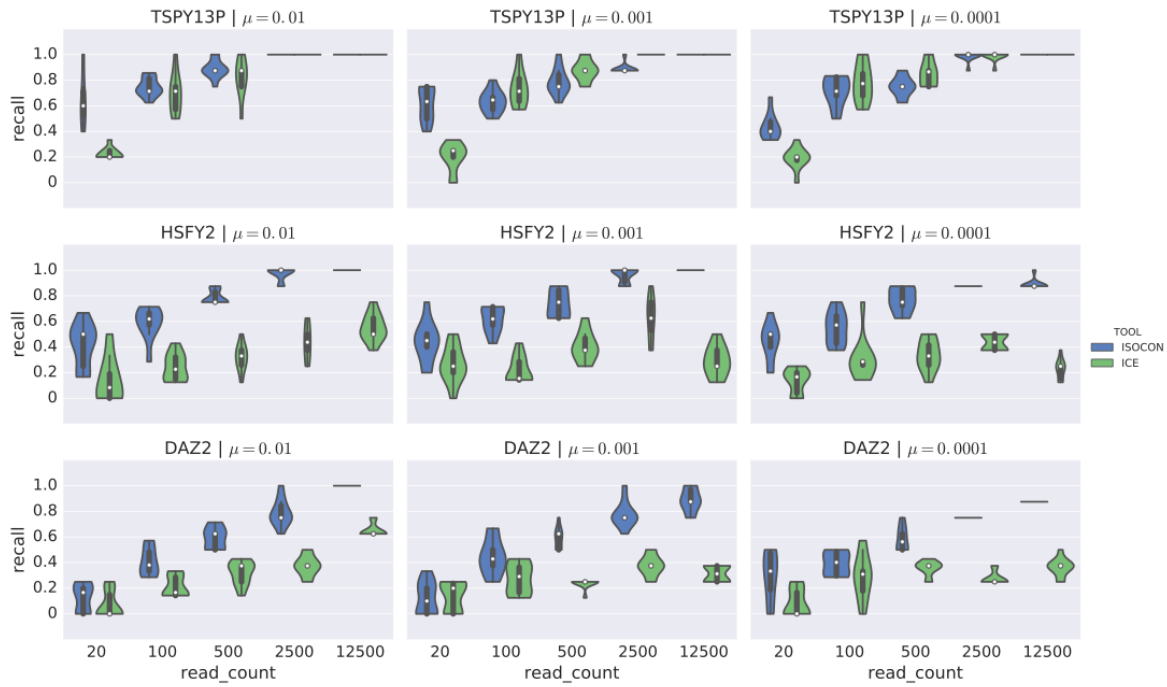 TSPY13P | μ = 0.01
TSPY13P | μ = 0.001
TSPY13P | μ = 0.0001
recall
1.0
0.8
0.6
0.4
0.2
0
HSFY2 | μ = 0.01
HSFY2 | μ = 0.001
HSFY2 | μ = 0.0001
recall
1.0
0.8
0.6
0.4
0.2
0
TOOL
ISOCON
ICE
DAZ2 | μ = 0.01
DAZ2 | μ = 0.001
DAZ2 | μ = 0.0001
recall
1.0
0.8
0.6
0.4
0.2
0
20 100 500 2500 12500
20 100 500 2500 12500
20 100 500 2500 12500
read_count
read_count
read_count